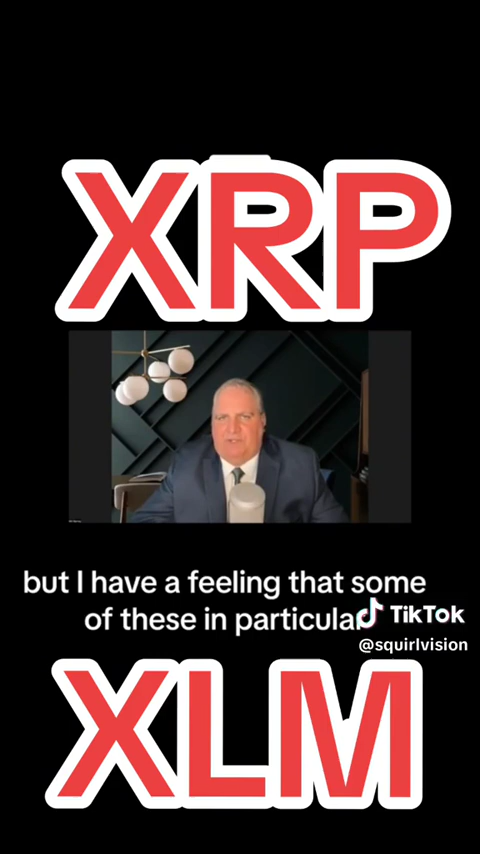 XRP
but I have a feeling that some
of these in particular
TikTok
@squirlvision
XLM